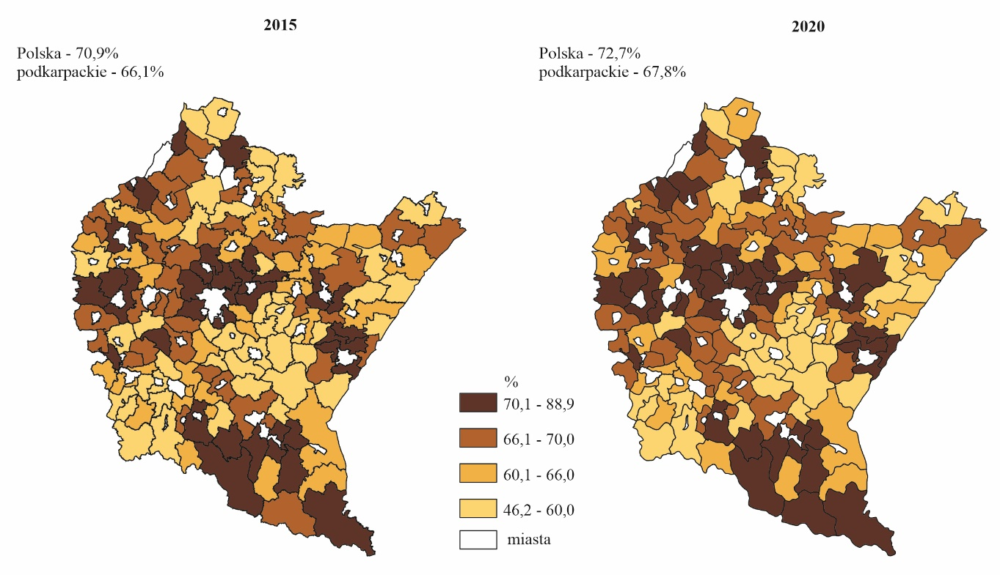 2015
2020
Polska - 70,9%
podkarpackie - 66,1%
Polska - 72,7%
podkarpackie - 67,8%
%
70,1 - 88,9
66,1 - 70,0
60,1 - 66,0
46,2 - 60,0
miasta